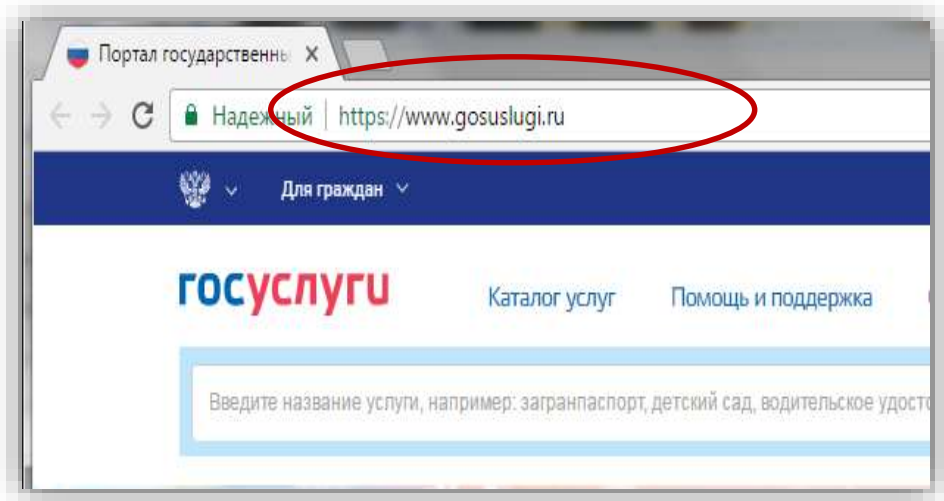 Портал государственны
Надежный | https://www.gosuslugi.ru
Для граждан
госуслуги
Каталог услуг Помощь и поддержка
Введите название услуги, например: загранпаспорт, детский сад, водительское удосто